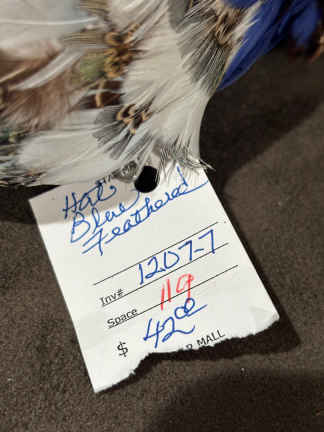 Hat
Blue
Feathered
Inv# 1207-7
Space 119
$ 42 00
MALL